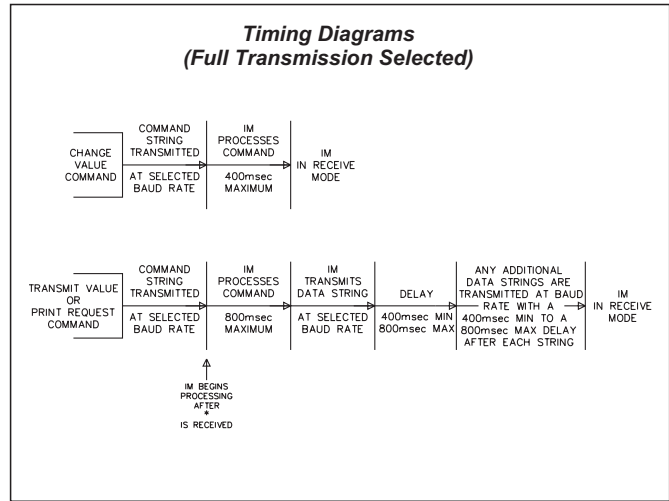 Timing Diagrams
(Full Transmission Selected)
CHANGE
VALUE
COMMAND
COMMAND
STRING
TRANSMITTED
AT SELECTED
BAUD RATE
IM
PROCESSES
COMMAND
400msec
MAXIMUM
IM
IN RECEIVE
MODE
TRANSMIT VALUE
OR
PRINT REQUEST
COMMAND
COMMAND
STRING
TRANSMITTED
AT SELECTED
BAUD RATE
IM
PROCESSES
COMMAND
800msec
MAXIMUM
IM
TRANSMITS
DATA STRING
AT SELECTED
BAUD RATE
DELAY
400msec MIN
800msec MAX
ANY ADDITIONAL
DATA STRINGS ARE
TRANSMITTED AT BAUD
RATE WITH A
400msec MIN TO A
800msec MAX DELAY
AFTER EACH STRING
IM
IN RECEIVE
MODE
IM BEGINS
PROCESSING
AFTER
*
IS RECEIVED